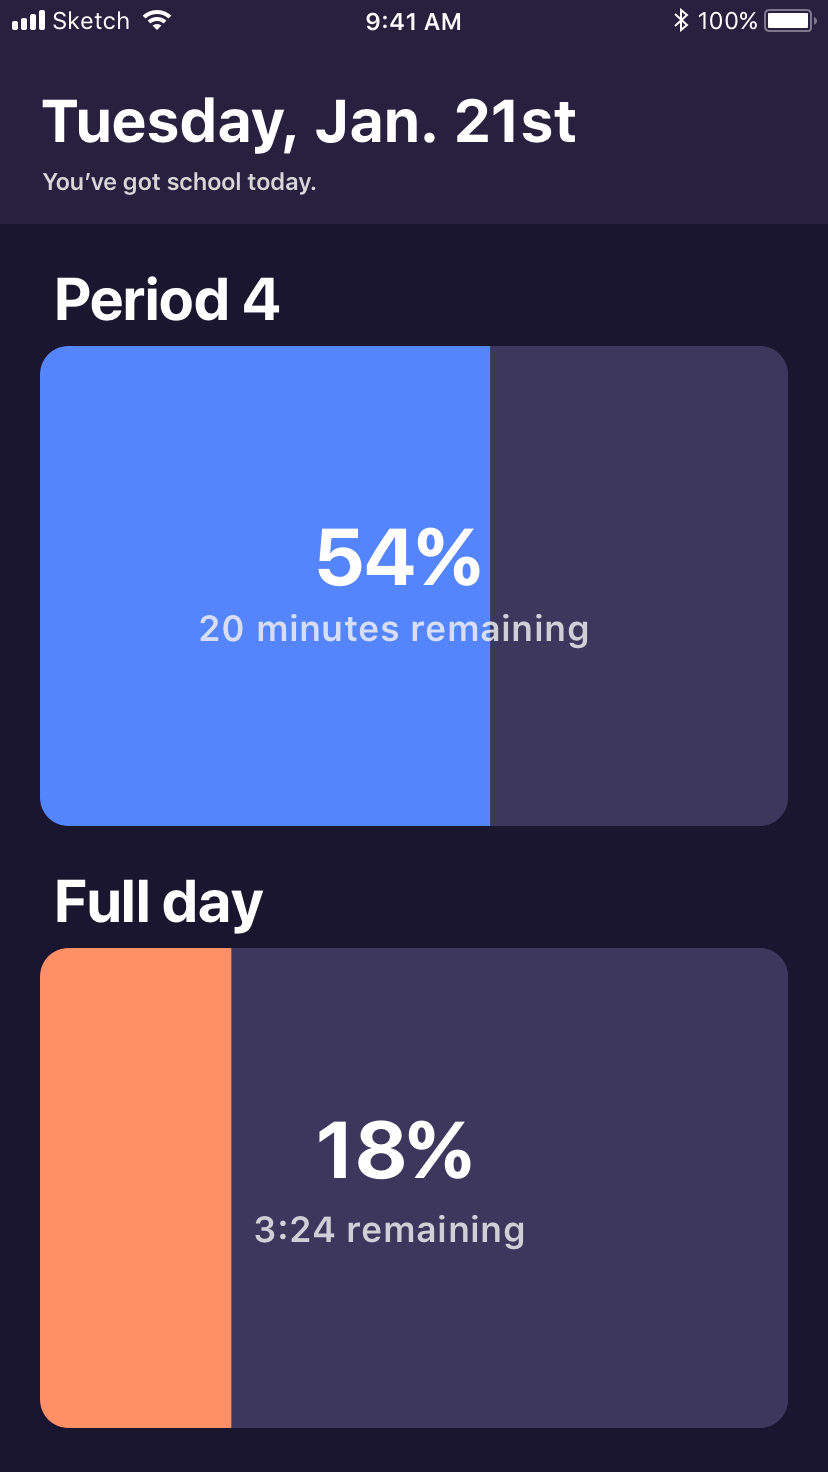 Sketch 9:41 AM 100%
Tuesday, Jan. 21st
You’ve got school today.
Period 4
54%
20 minutes remaining
Full day
18%
3:24 remaining